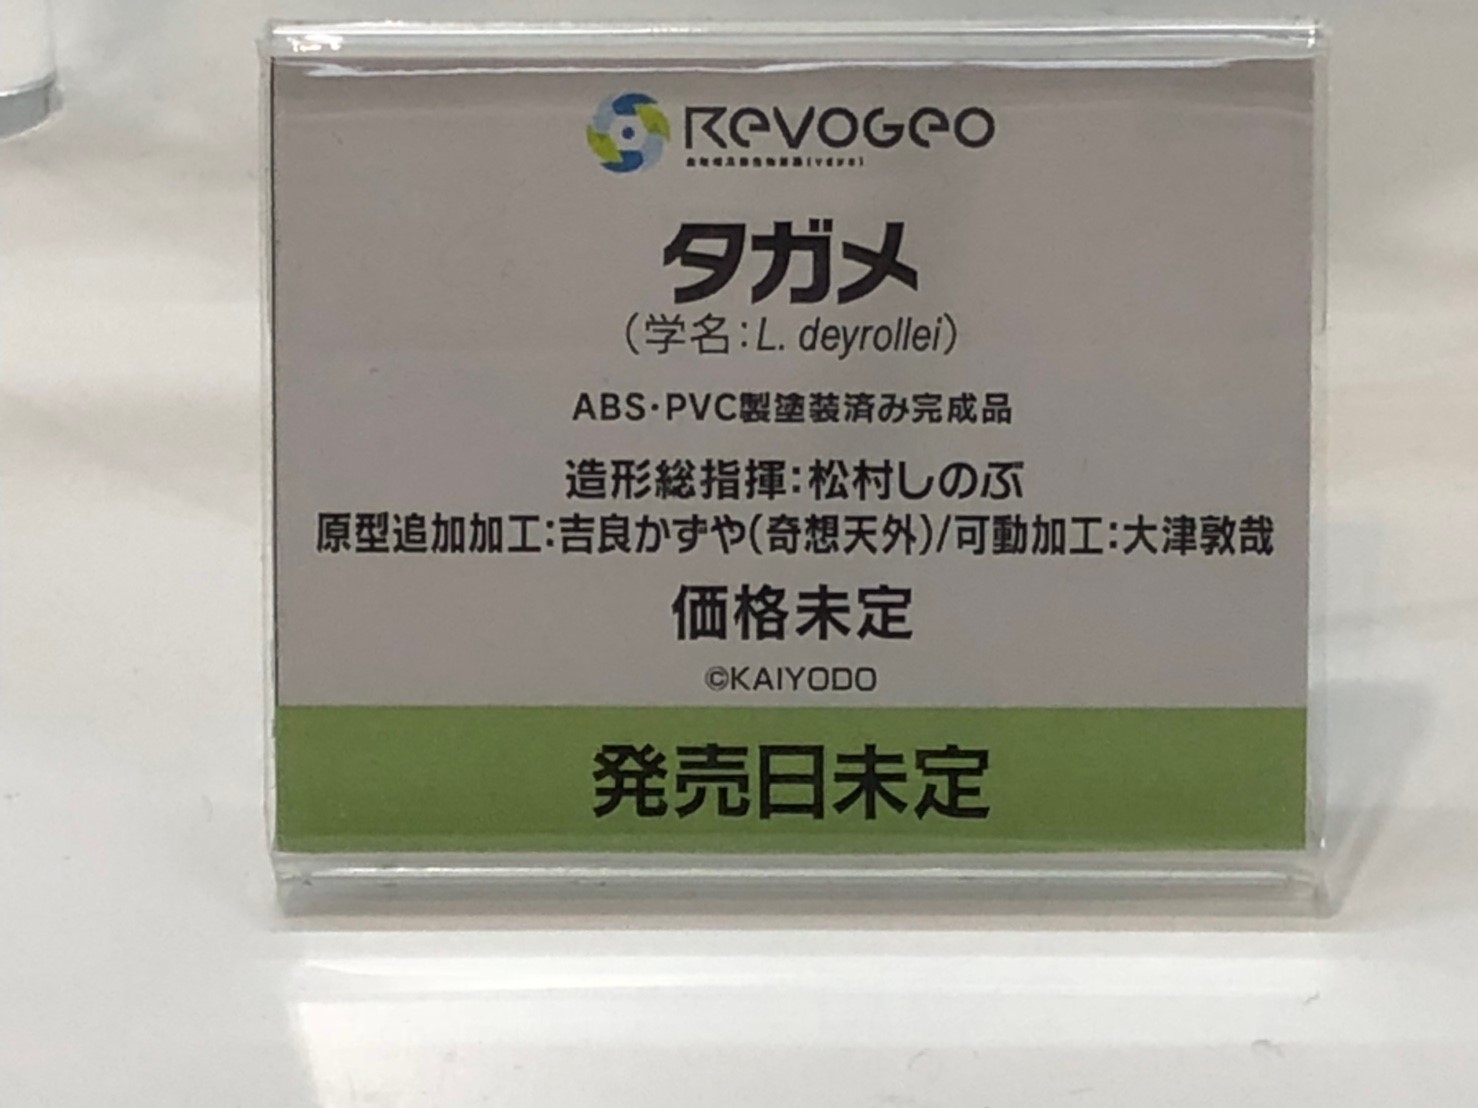 REVOGEO
タガメ
(学名:L. deyrollei)
ABS・PVC製塗装済み完成品
造形総指揮:松村しのぶ
原型追加加工:吉良かずや(奇想天外)/可動加工:大津敦哉
価格未定
©KAIYODO
発売日未定